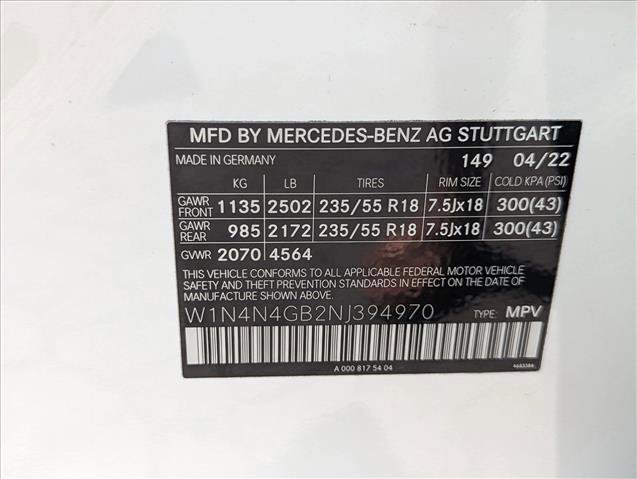 MFD BY MERCEDES-BENZ AG STUTTGART
MADE IN GERMANY 149 04/22
KG LB TIRES RIM SIZE COLD KPA(PSI)
GAWR FRONT 1135 2502 235/55 R18 7.5Jx18 300(43)
GAWR REAR 985 2172 235/55 R18 7.5Jx18 300(43)
GVWR 2070 4564
THIS VEHICLE CONFORMS TO ALL APPLICABLE FEDERAL MOTOR VEHICLE
SAFETY AND THEFT PREVENTION STANDARDS IN EFFECT ON THE
DATE OF MANUFACTURE SHOWN ABOVE.
W1N4N4GB2NJ394970 TYPE: MPV
A 000 817 54 04